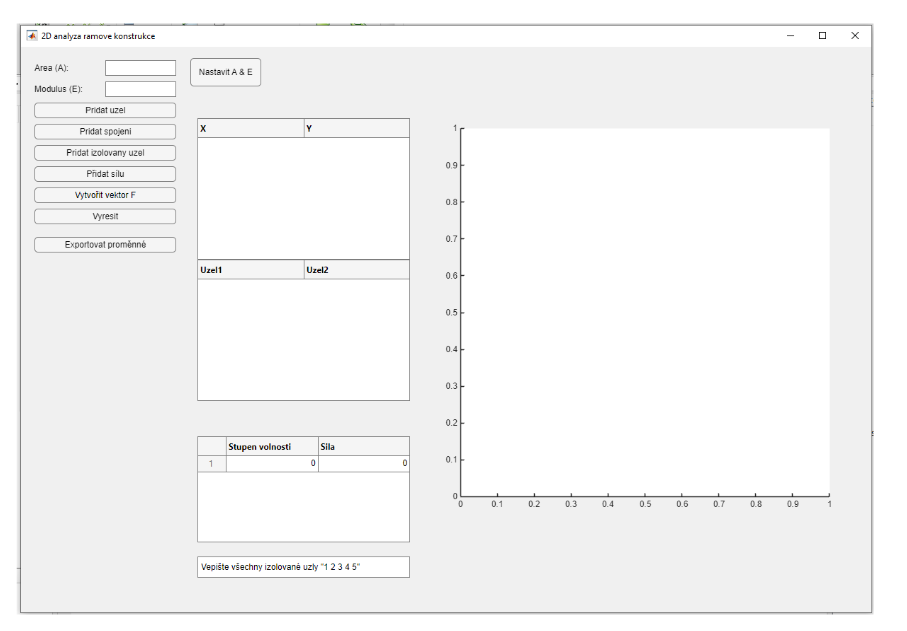 2D analyza ramove konstrukce
Area (A):
Nastavit A & E
Modulus (E):
Pridat uzel
Pridat spojeni
Pridat izolovany uzel
Přidat sílu
Vytvořit vektor F
Vyresit
Exportovat proměnné
X Y
Uzel1 Uzel2
Stupen volnosti Sila
1 0 0
Vepište všechny izolované uzly "1 2 3 4 5"
1
0.9
0.8
0.7
0.6
0.5
0.4
0.3
0.2
0.1
0
0 0.1 0.2 0.3 0.4 0.5 0.6 0.7 0.8 0.9 1